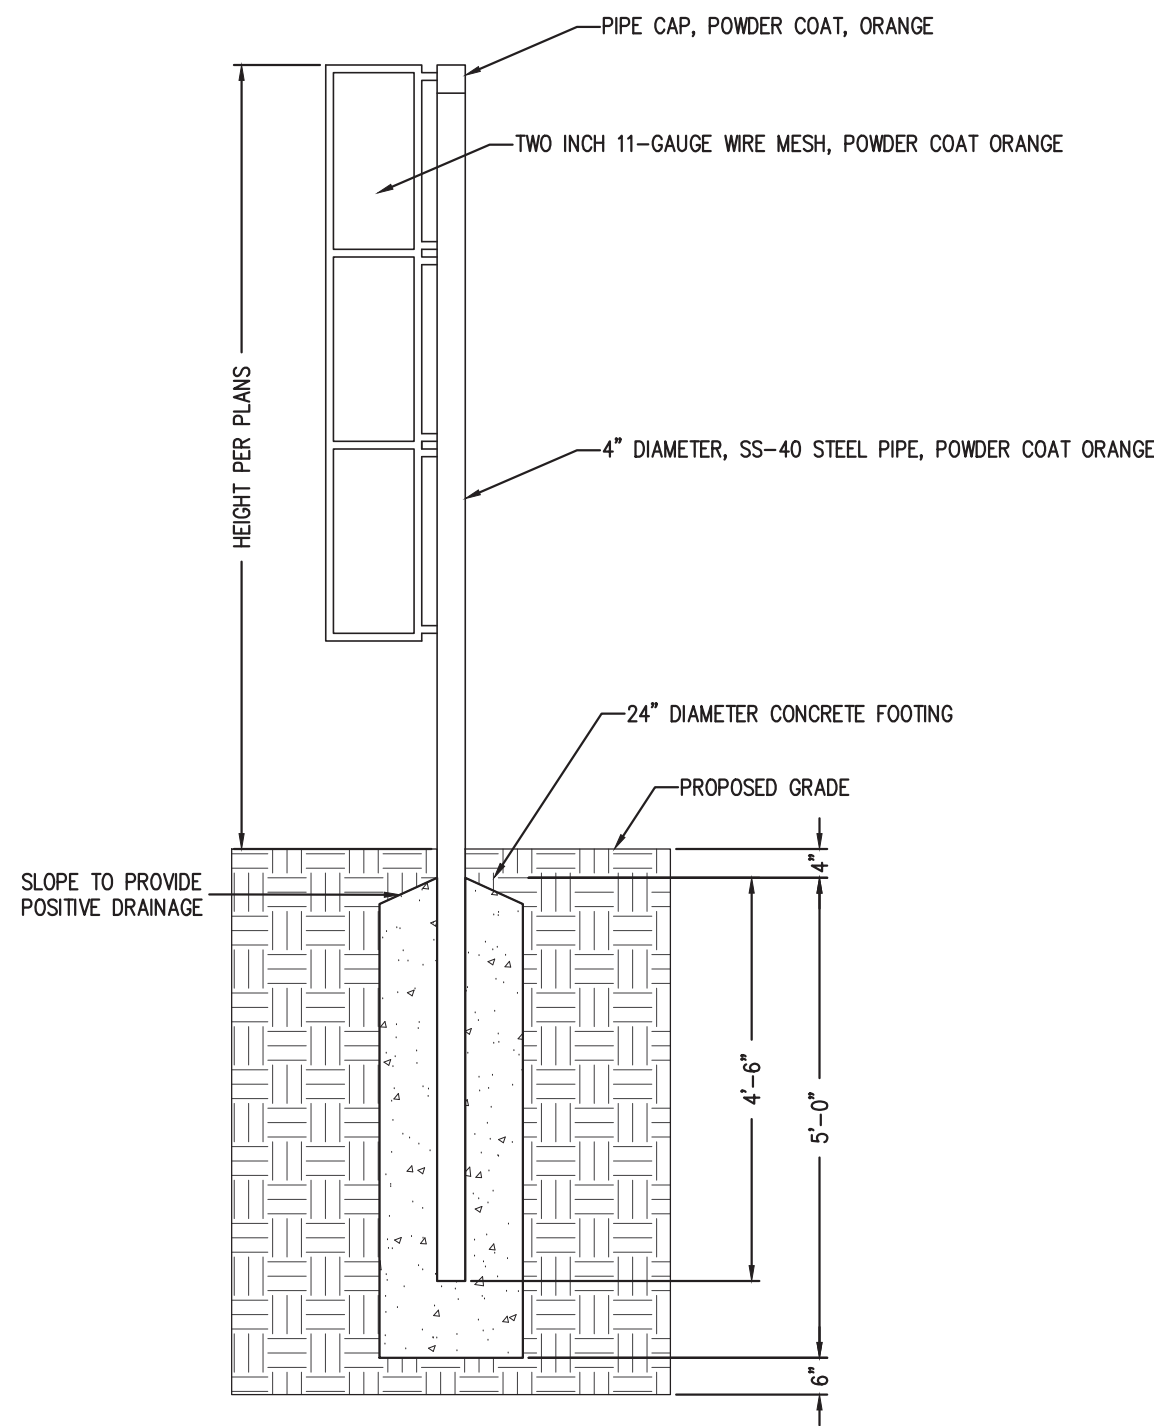 PIPE CAP, POWDER COAT, ORANGE
TWO INCH 11-GAUGE WIRE MESH, POWDER COAT ORANGE
HEIGHT PER PLANS
4" DIAMETER, SS-40 STEEL PIPE, POWDER COAT ORANGE
24" DIAMETER CONCRETE FOOTING
PROPOSED GRADE
4"
SLOPE TO PROVIDE
POSITIVE DRAINAGE
4'-6"
5'-0"
6"